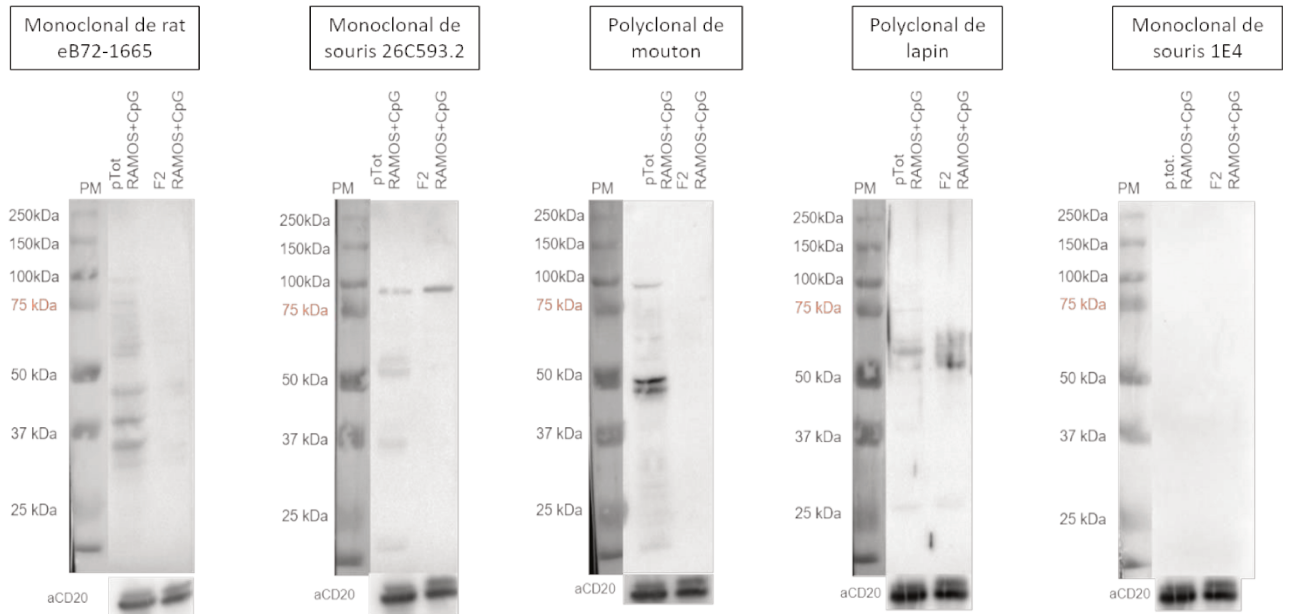 Monoclonal de rat
eB72-1665
PM
pTot
RAMOS+CpG
F2
RAMOS+CpG
250kDa
150kDa
100kDa
75 kDa
50 kDa
37 kDa
25 kDa
aCD20
Monoclonal de
souris 26C593.2
PM
pTot
RAMOS+CpG
F2
RAMOS+CpG
250kDa
150kDa
100kDa
75 kDa
50 kDa
37 kDa
25 kDa
aCD20
Polyclonal de
mouton
PM
pTot
RAMOS+CpG
F2
RAMOS+CpG
250kDa
150kDa
100kDa
75 kDa
50 kDa
37 kDa
25 kDa
aCD20
Polyclonal de
lapin
PM
pTot
RAMOS+CpG
F2
RAMOS+CpG
250kDa
150kDa
100kDa
75 kDa
50 kDa
37 kDa
25 kDa
aCD20
Monoclonal de
souris 1E4
PM
p.tot.
RAMOS+CpG
F2
RAMOS+CpG
250kDa
150kDa
100kDa
75 kDa
50 kDa
37 kDa
25 kDa
aCD20